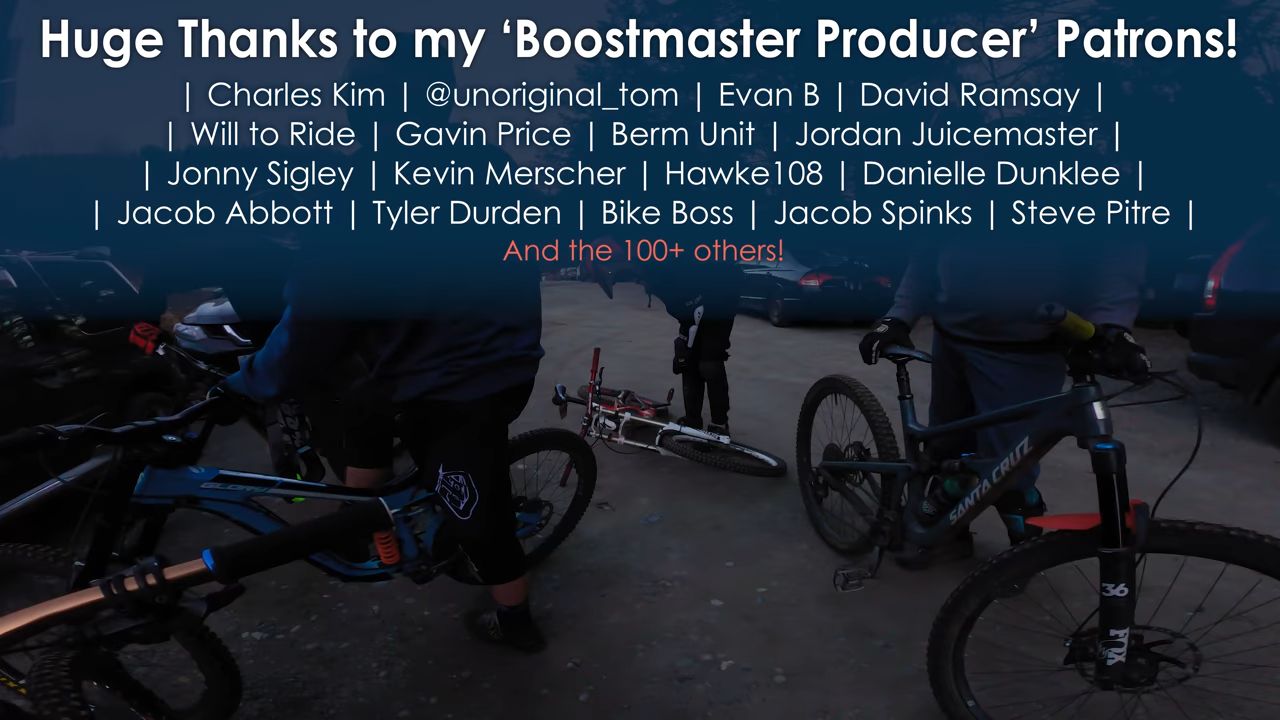 Huge Thanks to my ‘Boostmaster Producer’ Patrons!
| Charles Kim | @unoriginal_tom | Evan B | David Ramsay |
| Will to Ride | Gavin Price | Berm Unit | Jordan Juicemaster |
| Jonny Sigley | Kevin Merscher | Hawke108 | Danielle Dunklee |
| Jacob Abbott | Tyler Durden | Bike Boss | Jacob Spinks | Steve Pitre |
And the 100+ others!
SANTA CRUZ
36
FOX